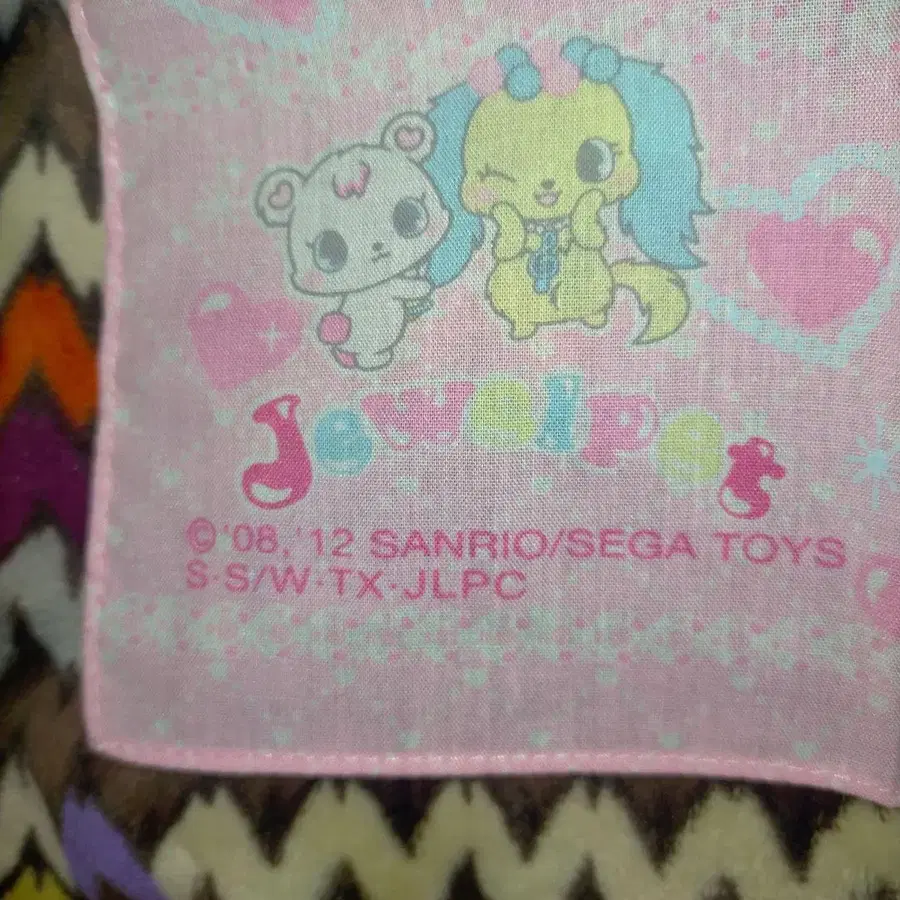 Jewelpet
©'08,'12 SANRIO/SEGA TOYS
S·S/W·TX·JLPC